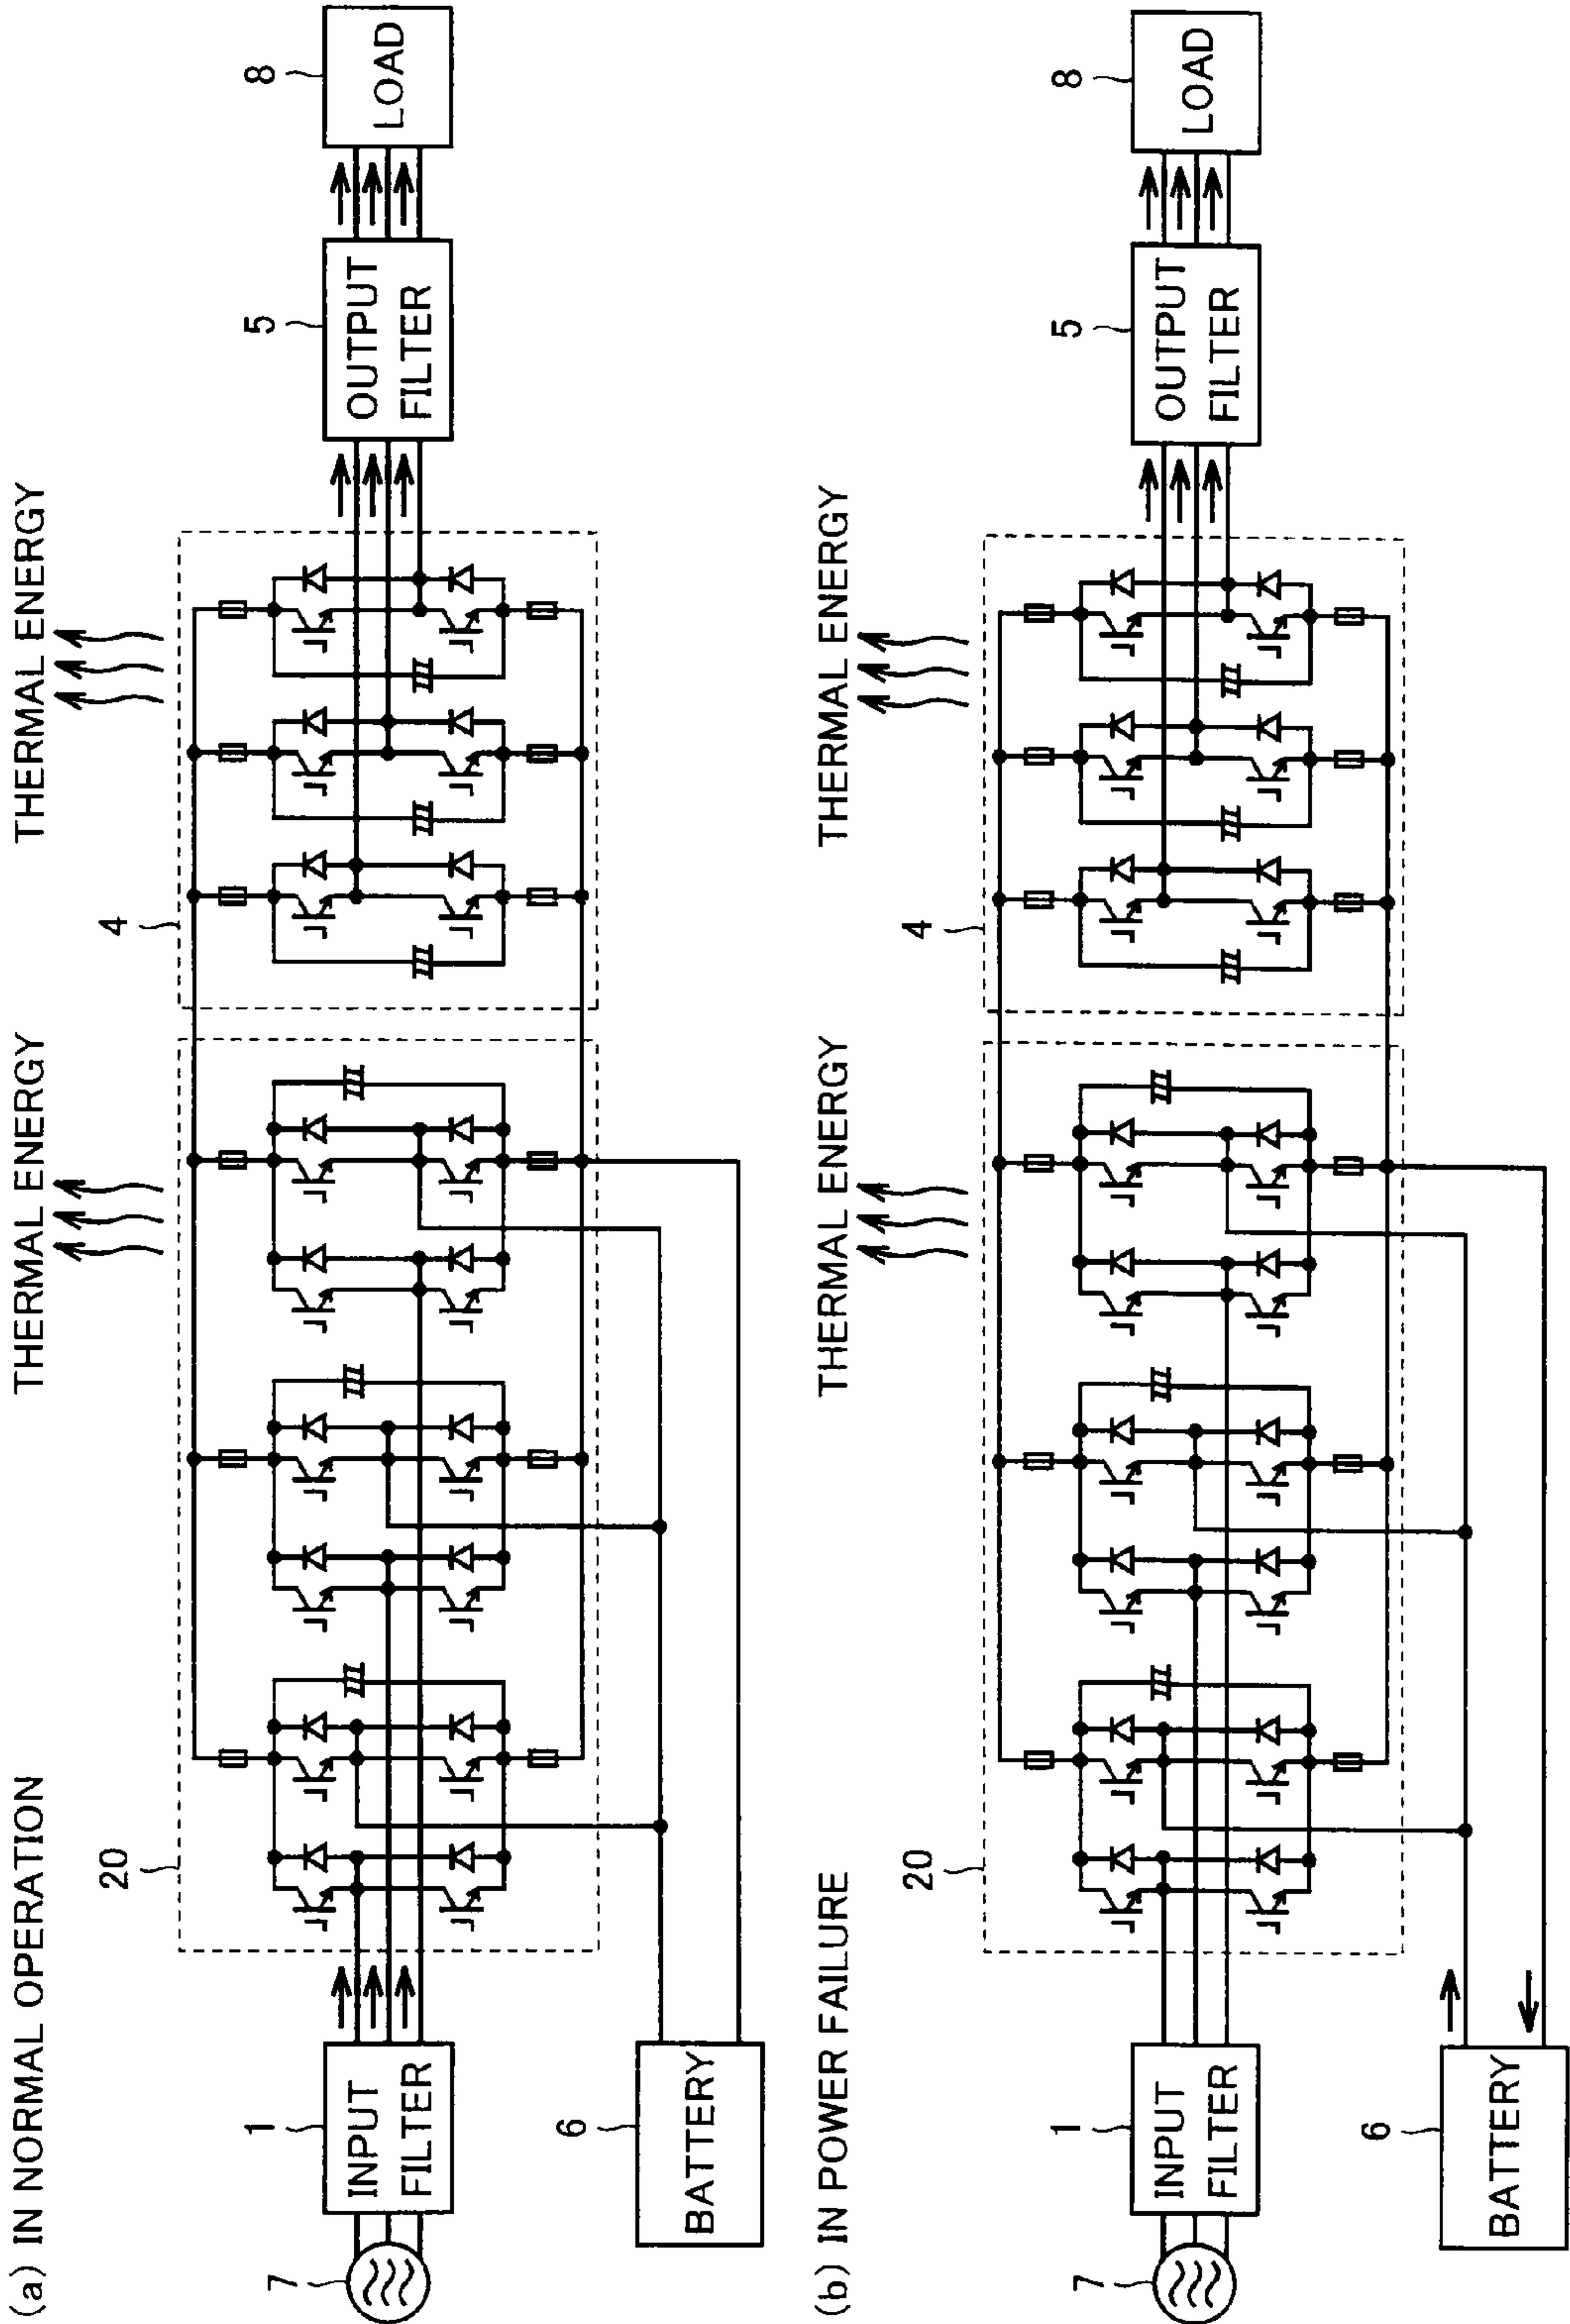 (a) IN NORMAL OPERATION
THERMAL ENERGY
THERMAL ENERGY
20
4
7
1
INPUT
FILTER
5
OUTPUT
FILTER
8
LOAD
6
BATTERY
(b) IN POWER FAILURE
THERMAL ENERGY
THERMAL ENERGY
20
4
7
1
INPUT
FILTER
5
OUTPUT
FILTER
8
LOAD
6
BATTERY